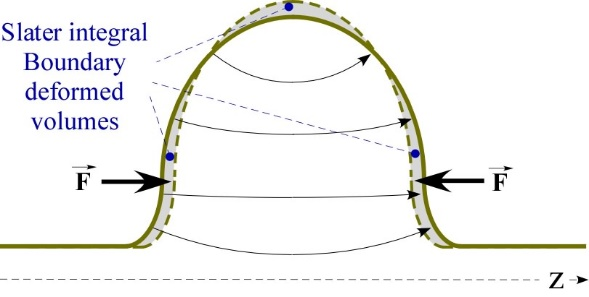 Slater integral
Boundary
deformed
volumes
F
F
Z